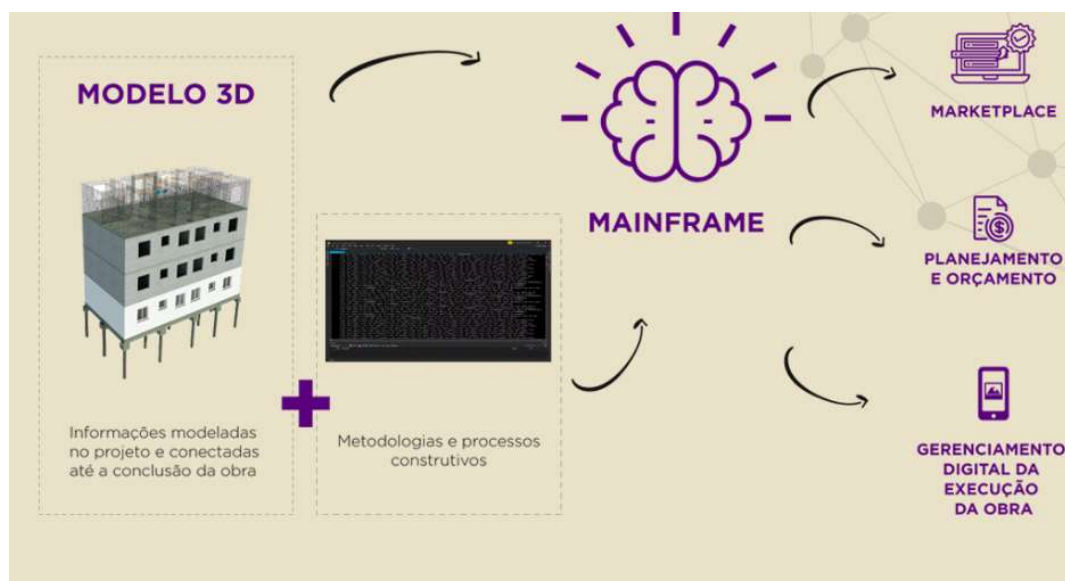 MODELO 3D
Informações modeladas
no projeto e conectadas
até a conclusão da obra
Metodologias e processos
construtivos
MAINFRAME
MARKETPLACE
PLANEJAMENTO
E ORÇAMENTO
GERENCIAMENTO
DIGITAL DA
EXECUÇÃO
DA OBRA